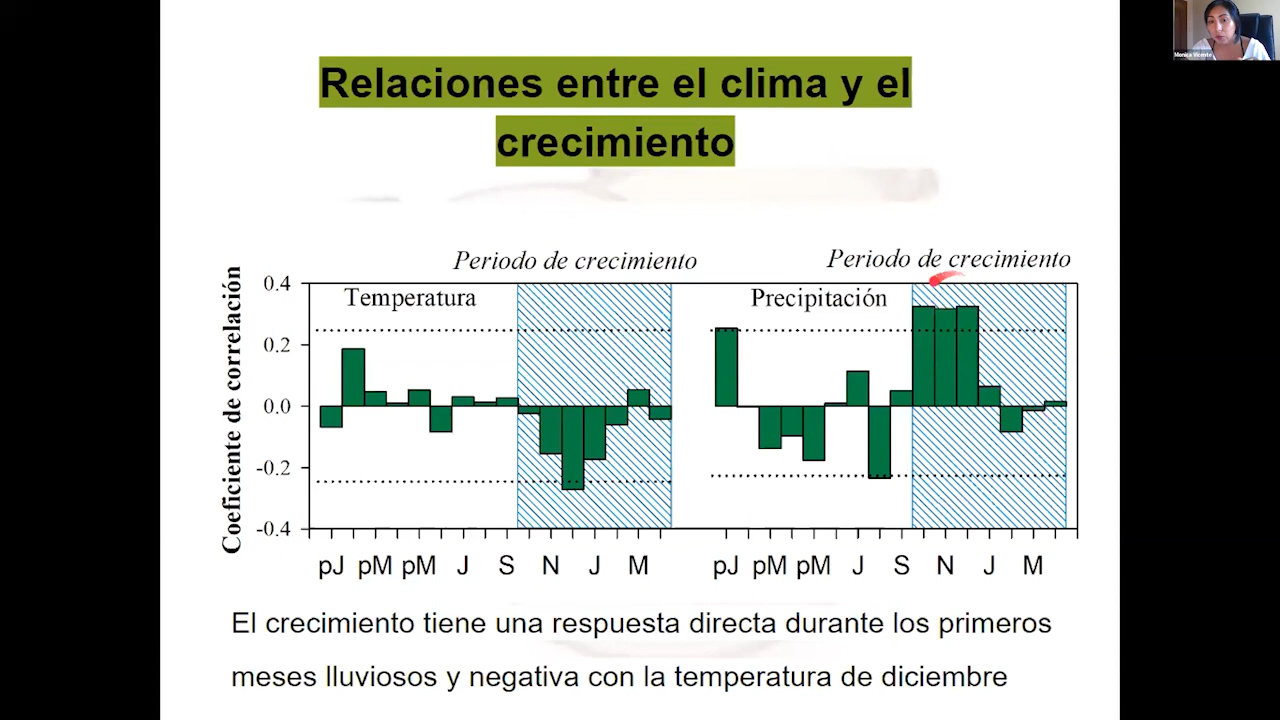 Monica Vicente
Relaciones entre el clima y el
crecimiento
Periodo de crecimiento
Periodo de crecimiento
Coeficiente de correlación
0.4
0.2
0.0
-0.2
-0.4
Temperatura
Precipitación
pJ pM pM J S N J M
pJ pM pM J S N J M
El crecimiento tiene una respuesta directa durante los primeros
meses lluviosos y negativa con la temperatura de diciembre